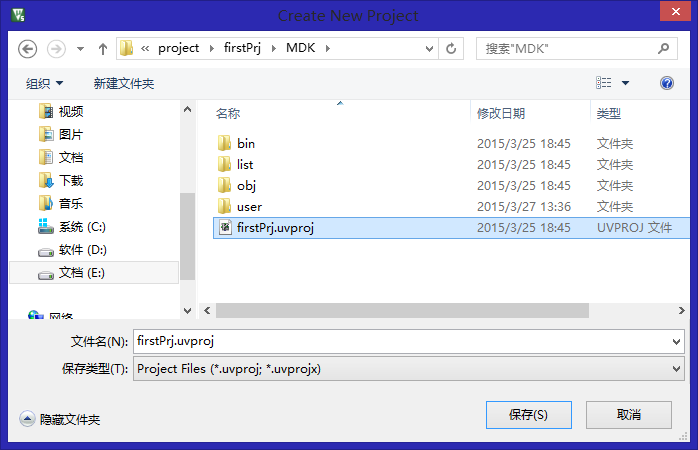 Create New Project
« project firstPrj MDK
搜索"MDK"
组织 新建文件夹
名称 修改日期 类型
视频
图片
文档
下载
音乐
系统 (C:)
软件 (D:)
文档 (E:)
网络
bin 2015/3/25 18:45 文件夹
list 2015/3/25 18:45 文件夹
obj 2015/3/25 18:45 文件夹
user 2015/3/27 13:36 文件夹
firstPrj.uvproj 2015/3/25 18:45 UVPROJ 文件
文件名(N): firstPrj.uvproj
保存类型(T): Project Files (*.uvproj; *.uvprojx)
隐藏文件夹 保存(S) 取消